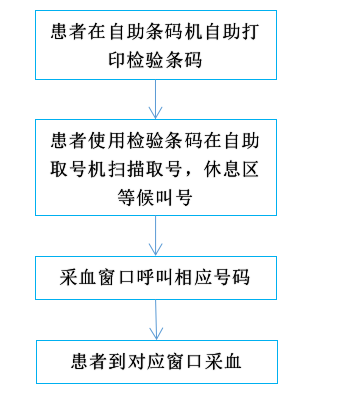 患者在自助条码机自助打
印检验条码
患者使用检验条码在自助
取号机扫描取号，休息区
等候叫号
采血窗口呼叫相应号码
患者到对应窗口采血